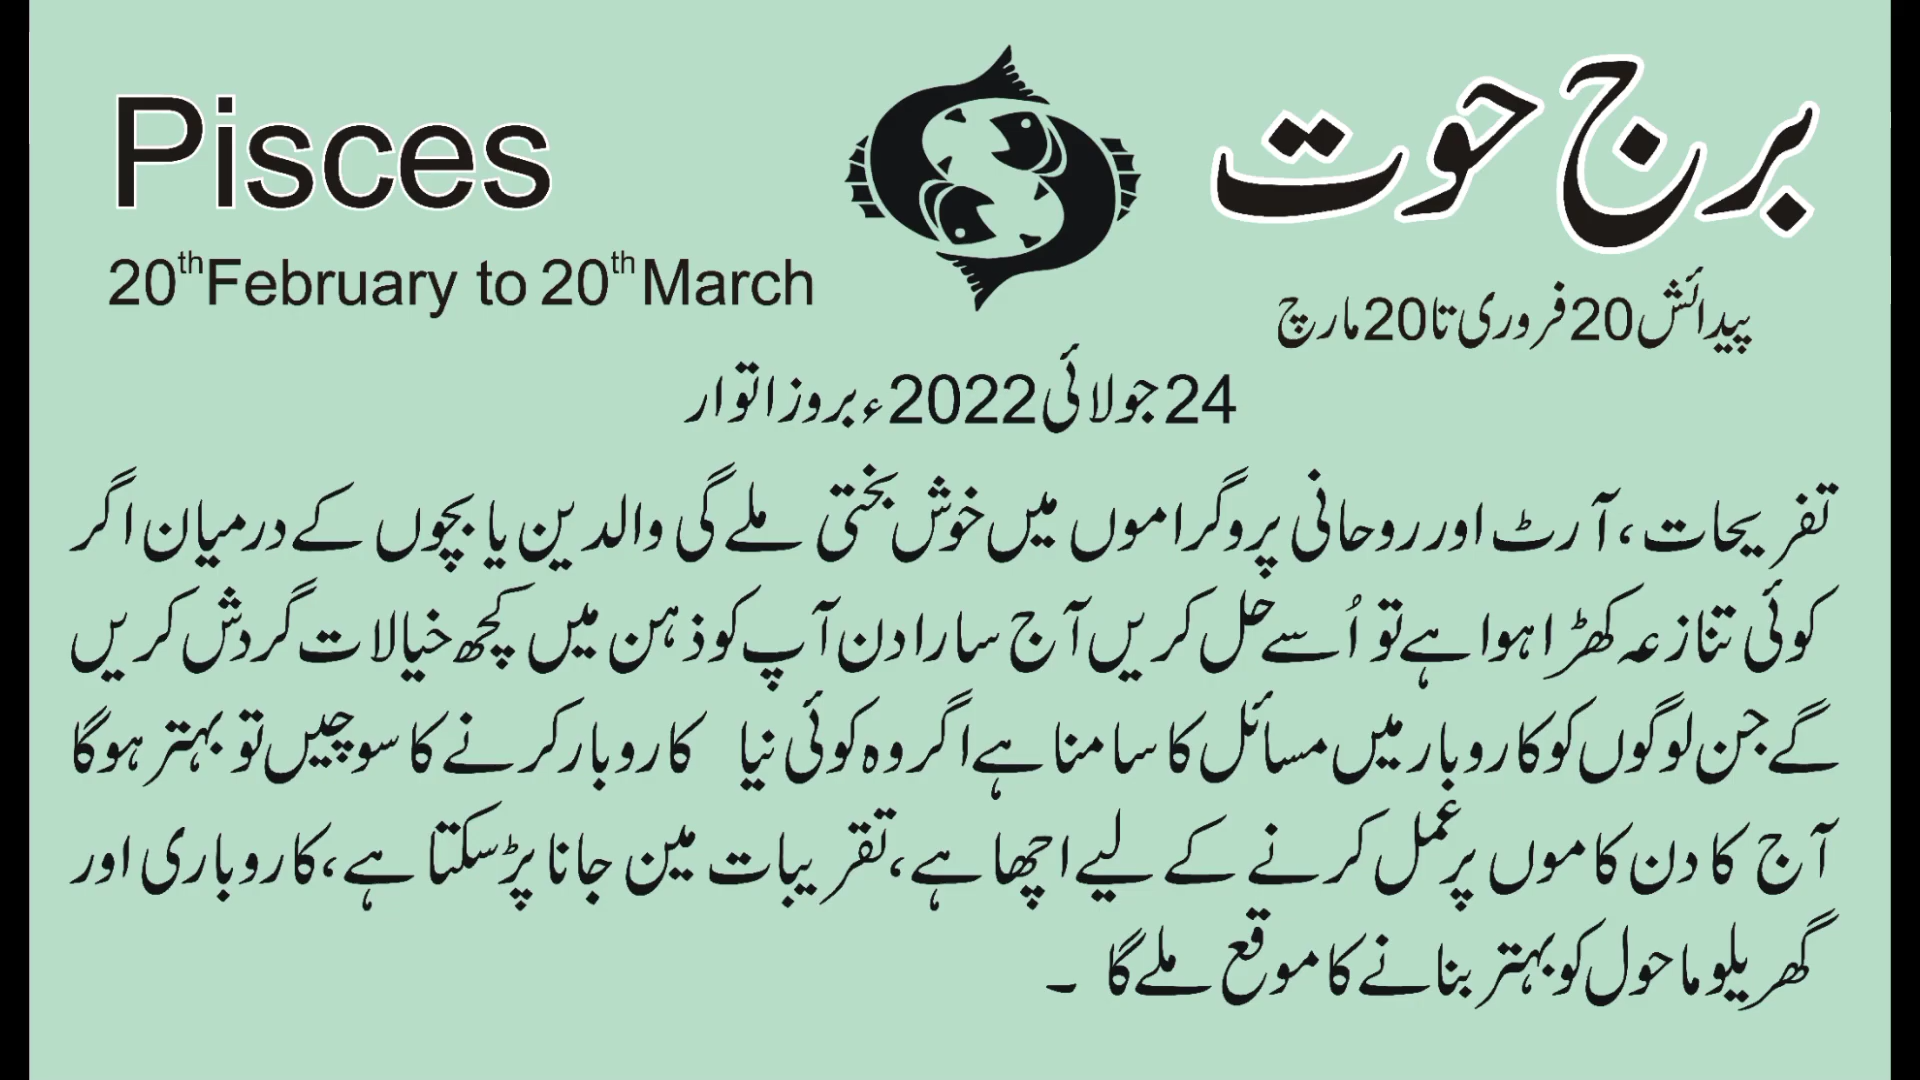 Pisces
برج حوت
20th February to 20th March
پیدائش 20 فروری تا 20 مارچ
24 جولائی 2022ء بروز اتوار
تفریحات، آرٹ اور روحانی پروگراموں میں خوش بختی ملے گی والدین یا بچوں کے درمیان اگر
کوئی تنازعہ کھڑا ہوا ہے تو اُسے حل کریں آج سارا دن آپ کو ذہن میں کچھ خیالات گردش کریں
گے جن لوگوں کو کاروبار میں مسائل کا سامنا ہے اگر وہ کوئی نیا کاروبار کرنے کا سوچیں تو بہتر ہوگا
آج کا دن کاموں پر عمل کرنے کے لیے اچھا ہے، تقریبات مین جانا پڑ سکتا ہے، کاروباری اور
گھریلو ماحول کو بہتر بنانے کا موقع ملے گا ۔